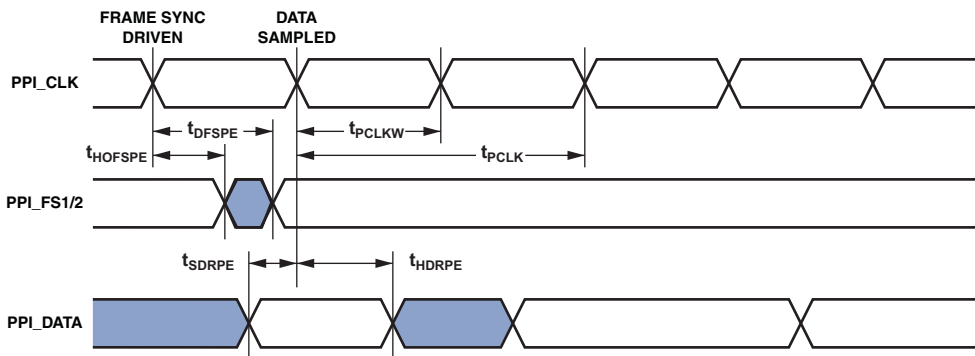 FRAME SYNC
DRIVEN
DATA
SAMPLED
PPI_CLK
tDFSPE
tPCLKW
tHOFSPE
tPCLK
PPI_FS1/2
tSDRPE
tHDRPE
PPI_DATA